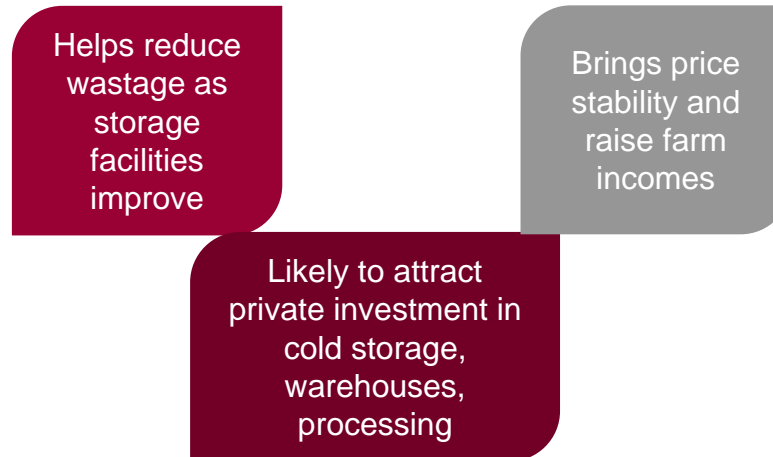 Helps reduce
wastage as
storage
facilities
improve
Brings price
stability and
raise farm
incomes
Likely to attract
private investment in
cold storage,
warehouses,
processing